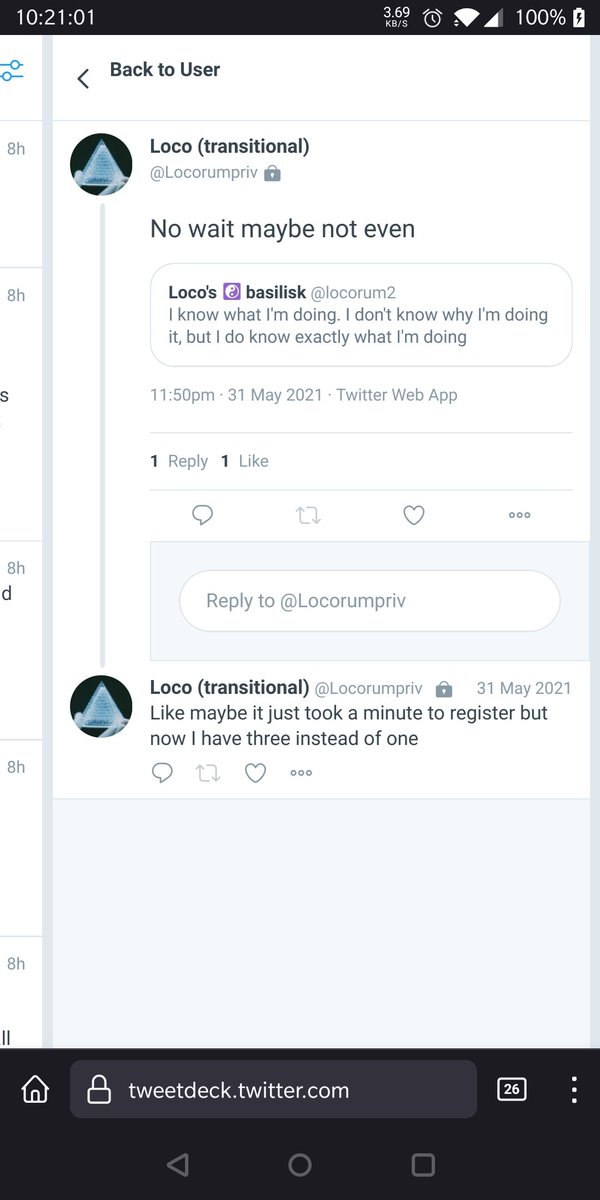 10:21:01
3.69
KB/S
100%
Back to User
8h
Loco (transitional)
@Locorumpriv
No wait maybe not even
8h
Loco's ☯ basilisk @locorum2
I know what I'm doing. I don't know why I'm doing
it, but I do know exactly what I'm doing
s
11:50pm · 31 May 2021 · Twitter Web App
1 Reply 1 Like
8h
d
Reply to @Locorumpriv
Loco (transitional) @Locorumpriv 31 May 2021
Like maybe it just took a minute to register but
now I have three instead of one
8h
8h
ll
tweetdeck.twitter.com
26